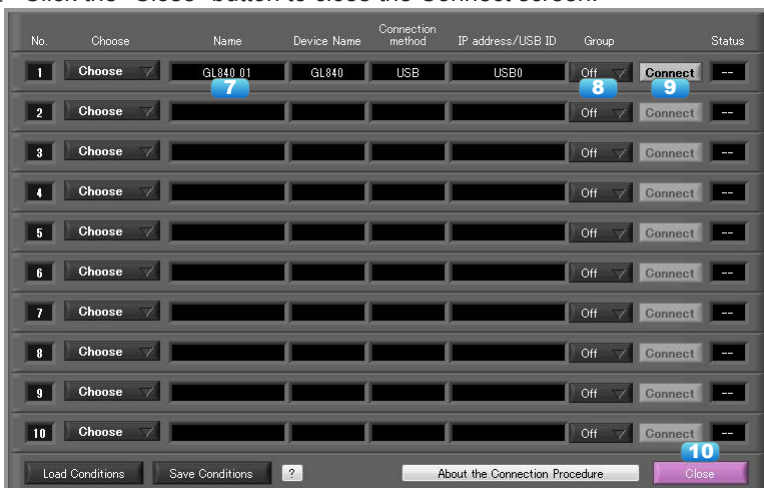 Click the "Close" button to close the Connect screen.
No. Choose Name Device Name Connection method IP address/USB ID Group Status
1 Choose GL840 01 GL840 USB USB0 Off Connect --
7 8 9
2 Choose Off Connect --
3 Choose Off Connect --
4 Choose Off Connect --
5 Choose Off Connect --
6 Choose Off Connect --
7 Choose Off Connect --
8 Choose Off Connect --
9 Choose Off Connect --
10 Choose Off Connect --
10
Load Conditions Save Conditions ? About the Connection Procedure Close